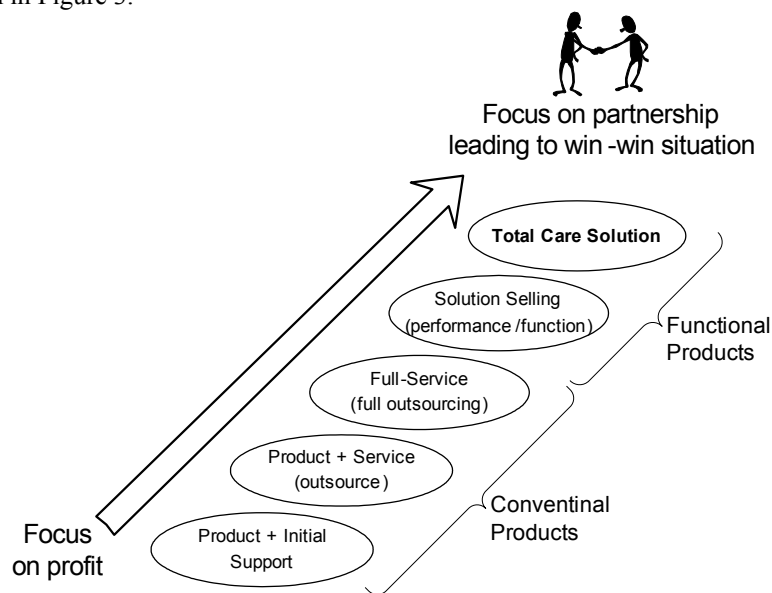 in Figure 3.
Focus on partnership
leading to win -win situation
Total Care Solution
Solution Selling
(performance /function)
Functional
Products
Full-Service
(full outsourcing)
Product + Service
(outsource )
Conventinal
Products
Focus
on profit
Product + Initial
Support